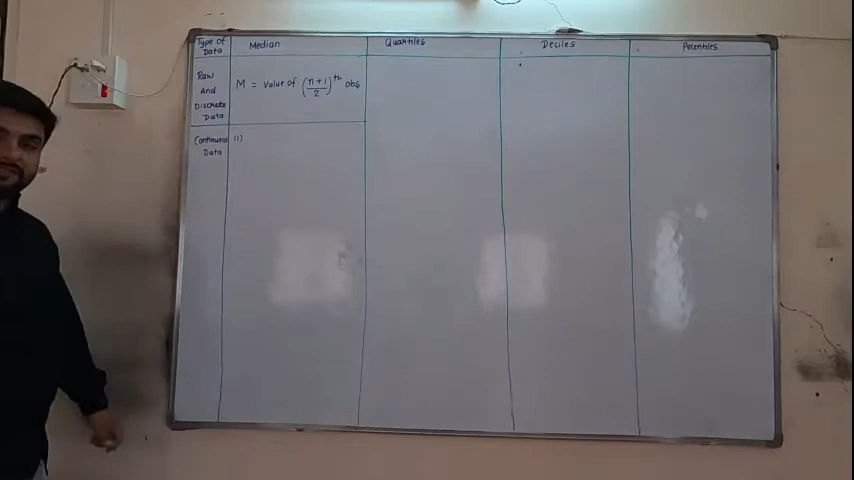 Type of Data
Median
Quartiles
Deciles
Percentiles
Raw
And
Discrete
Data
M = Value of (n+1/2)th obs
Continuous
Data
(1)